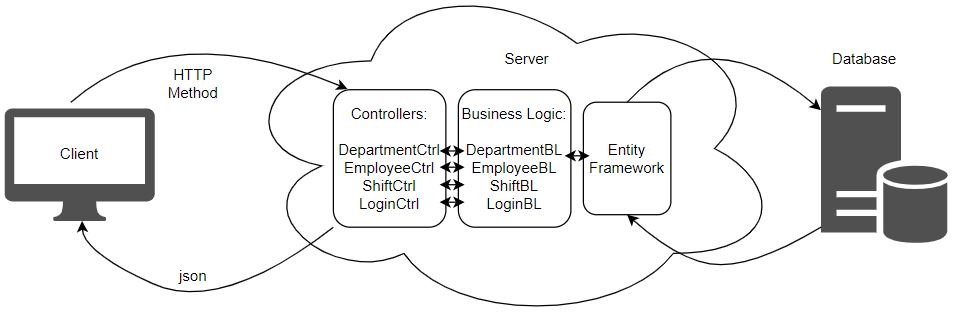 Server
Database
HTTP
Method
Client
Controllers:
DepartmentCtrl
EmployeeCtrl
ShiftCtrl
LoginCtrl
Business Logic:
DepartmentBL
EmployeeBL
ShiftBL
LoginBL
Entity
Framework
json